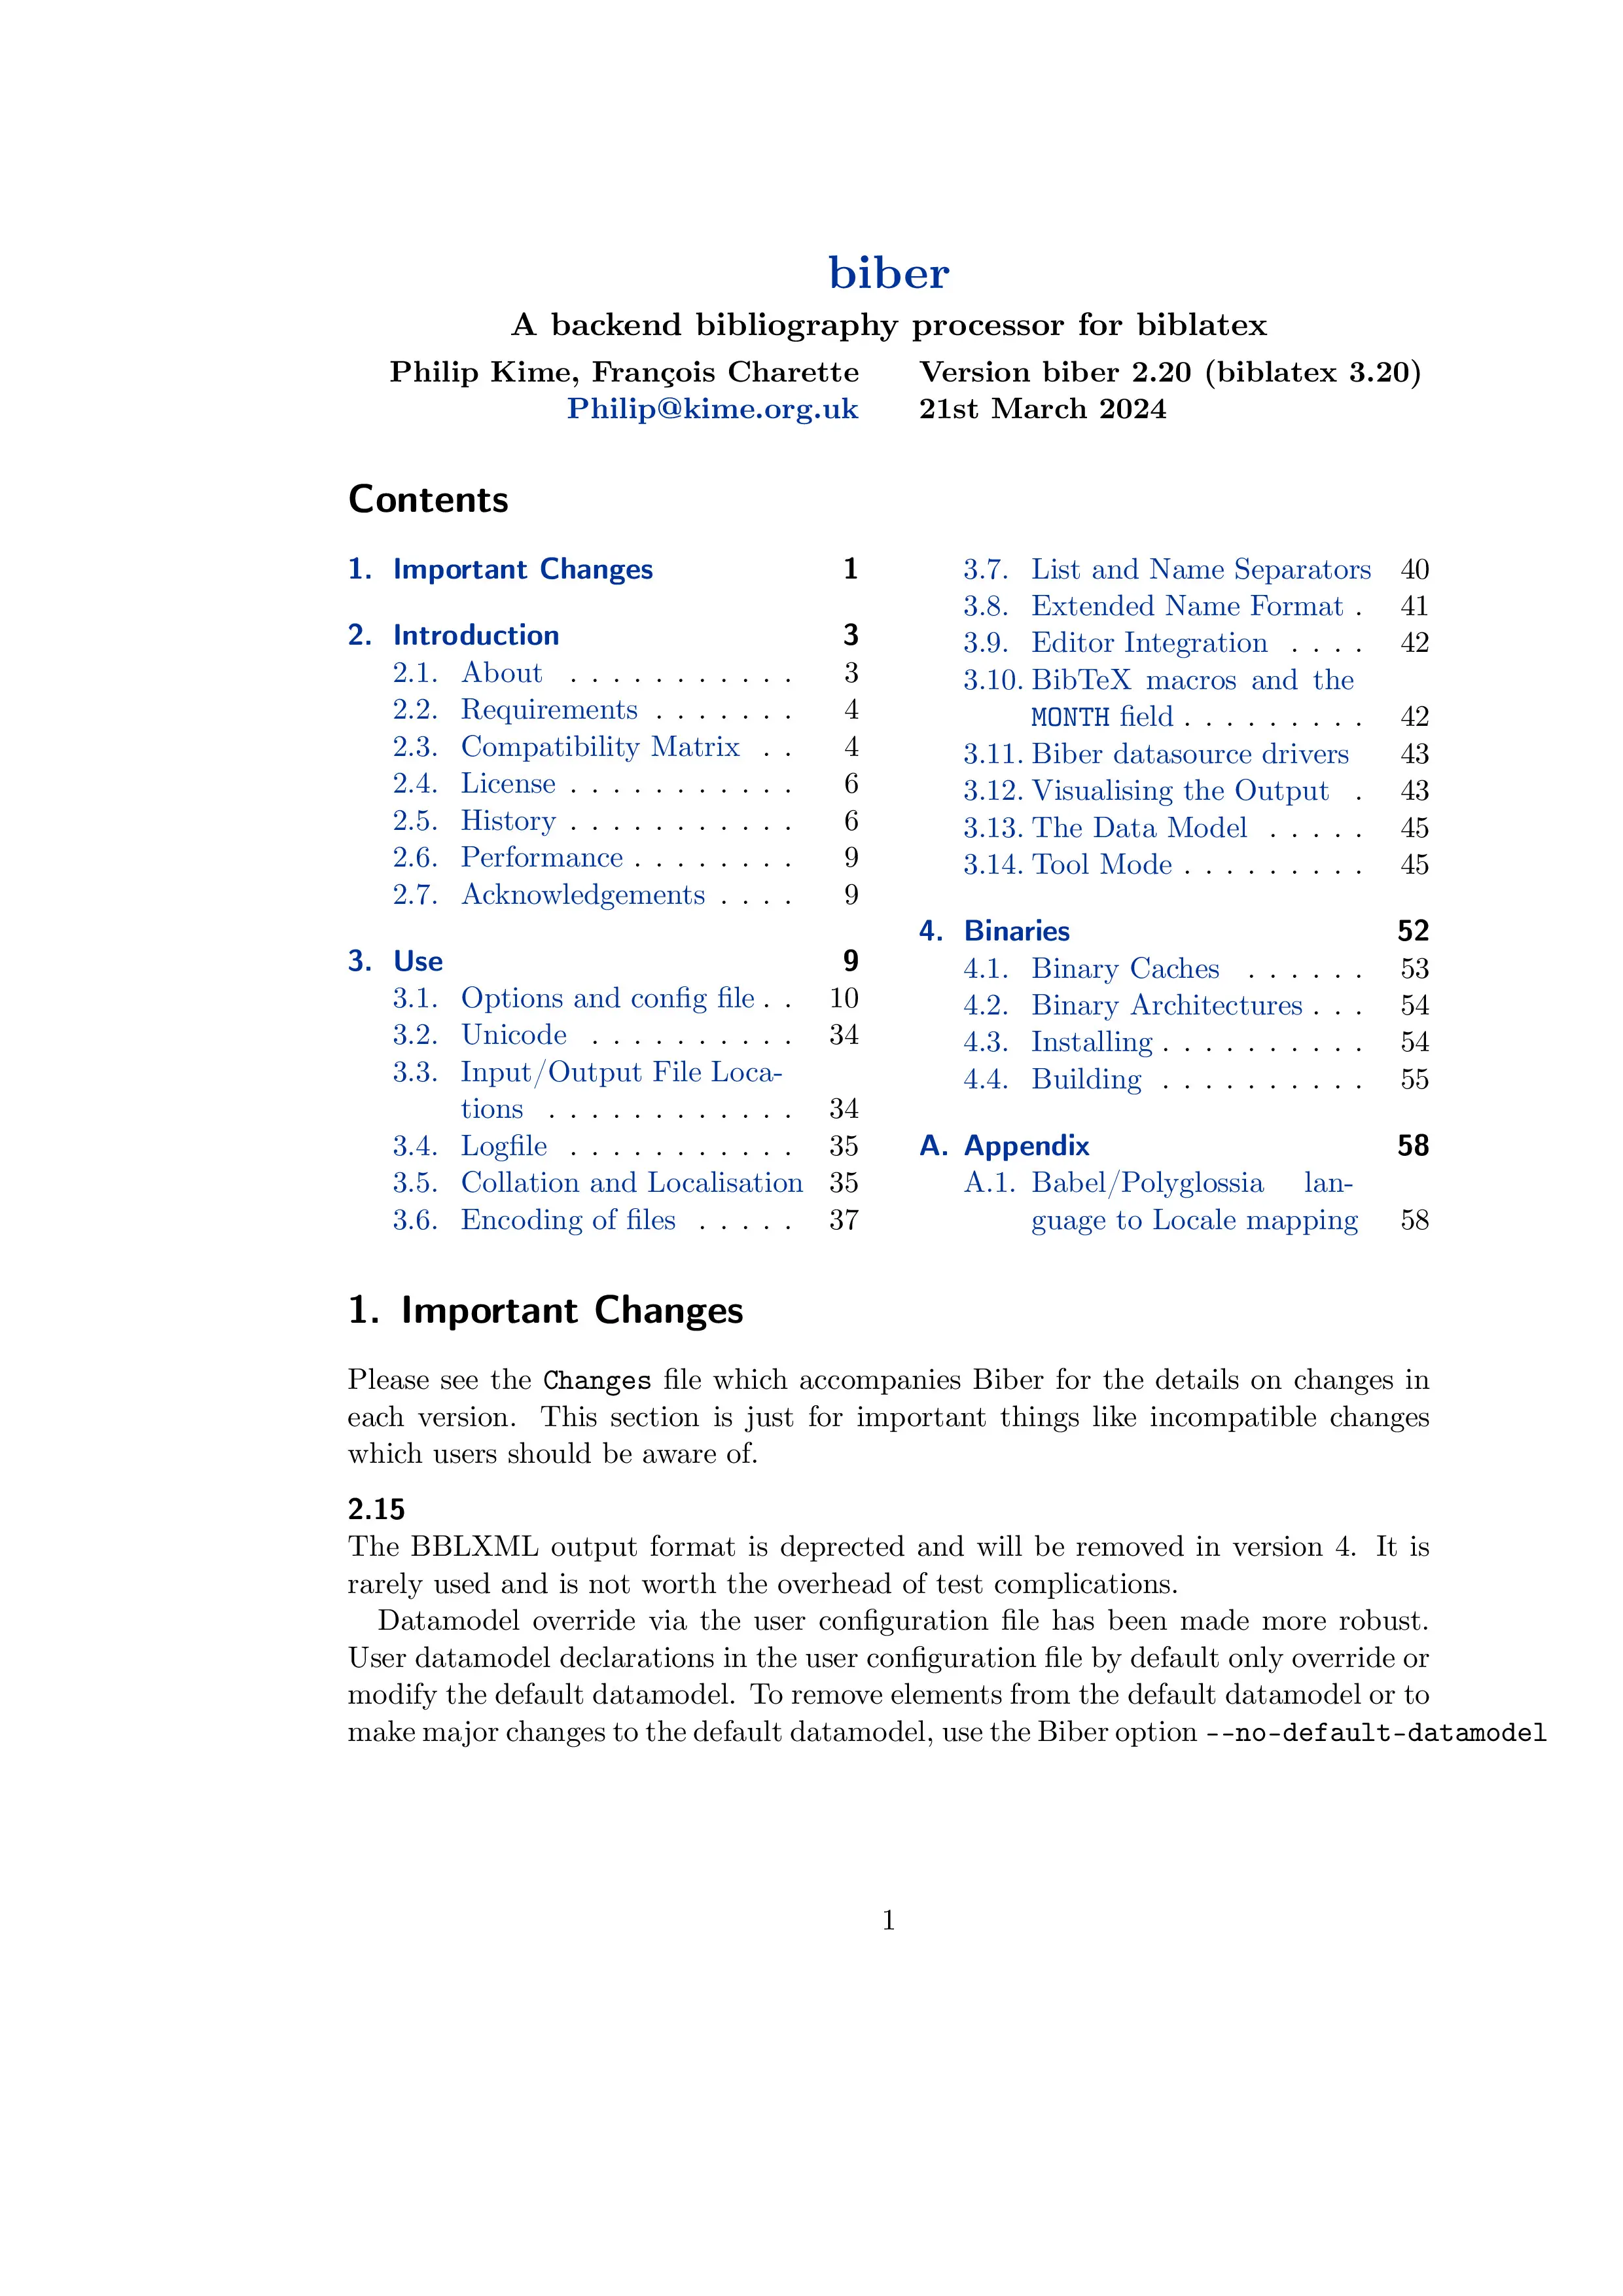 biber
A backend bibliography processor for biblatex
Philip Kime, François Charette
Philip@kime.org.uk
Version biber 2.20 (biblatex 3.20)
21st March 2024
Contents
1. Important Changes 1
2. Introduction 3
2.1. About . . . . . . . . . . . 3
2.2. Requirements . . . . . . . 4
2.3. Compatibility Matrix . . 4
2.4. License . . . . . . . . . . . 6
2.5. History . . . . . . . . . . . 6
2.6. Performance . . . . . . . . 9
2.7. Acknowledgements . . . . 9
3. Use 9
3.1. Options and config file . . 10
3.2. Unicode . . . . . . . . . . 34
3.3. Input/Output File Loca-
tions . . . . . . . . . . . . 34
3.4. Logfile . . . . . . . . . . . 35
3.5. Collation and Localisation 35
3.6. Encoding of files . . . . . 37
3.7. List and Name Separators 40
3.8. Extended Name Format . 41
3.9. Editor Integration . . . . 42
3.10. BibTeX macros and the
MONTH field . . . . . . . . . 42
3.11. Biber datasource drivers 43
3.12. Visualising the Output . 43
3.13. The Data Model . . . . . 45
3.14. Tool Mode . . . . . . . . . 45
4. Binaries 52
4.1. Binary Caches . . . . . . 53
4.2. Binary Architectures . . . 54
4.3. Installing . . . . . . . . . . 54
4.4. Building . . . . . . . . . . 55
A. Appendix 58
A.1. Babel/Polyglossia lan-
guage to Locale mapping 58
1. Important Changes
Please see the Changes file which accompanies Biber for the details on changes in
each version. This section is just for important things like incompatible changes
which users should be aware of.
2.15
The BBLXML output format is deprected and will be removed in version 4. It is
rarely used and is not worth the overhead of test complications.
Datamodel override via the user configuration file has been made more robust.
User datamodel declarations in the user configuration file by default only override or
modify the default datamodel. To remove elements from the default datamodel or to
make major changes to the default datamodel, use the Biber option --no-default-datamodel
1